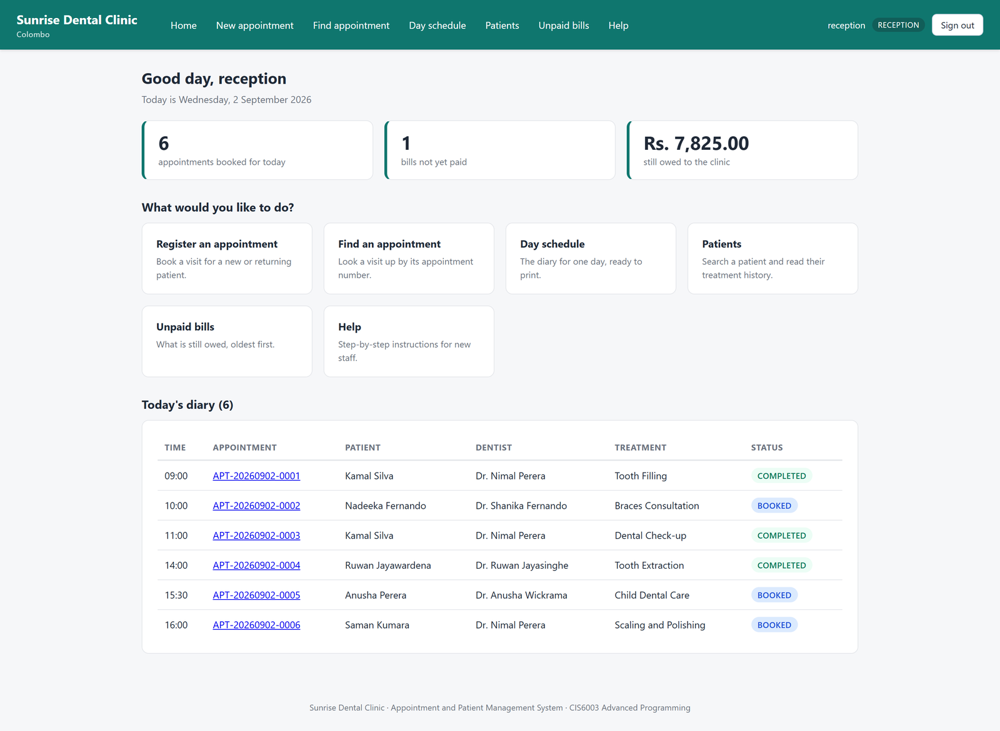 Sunrise Dental Clinic
Colombo
Home New appointment Find appointment Day schedule Patients Unpaid bills Help
reception RECEPTION Sign out
Good day, reception
Today is Wednesday, 2 September 2026
6
appointments booked for today
1
bills not yet paid
Rs. 7,825.00
still owed to the clinic
What would you like to do?
Register an appointment
Book a visit for a new or returning
patient.
Find an appointment
Look a visit up by its appointment
number.
Day schedule
The diary for one day, ready to
print.
Patients
Search a patient and read their
treatment history.
Unpaid bills
What is still owed, oldest first.
Help
Step-by-step instructions for new
staff.
Today's diary (6)
TIME APPOINTMENT PATIENT DENTIST TREATMENT STATUS
09:00 APT-20260902-0001 Kamal Silva Dr. Nimal Perera Tooth Filling COMPLETED
10:00 APT-20260902-0002 Nadeeka Fernando Dr. Shanika Fernando Braces Consultation BOOKED
11:00 APT-20260902-0003 Kamal Silva Dr. Nimal Perera Dental Check-up COMPLETED
14:00 APT-20260902-0004 Ruwan Jayawardena Dr. Ruwan Jayasinghe Tooth Extraction COMPLETED
15:30 APT-20260902-0005 Anusha Perera Dr. Anusha Wickrama Child Dental Care BOOKED
16:00 APT-20260902-0006 Saman Kumara Dr. Nimal Perera Scaling and Polishing BOOKED
Sunrise Dental Clinic · Appointment and Patient Management System · CIS6003 Advanced Programming